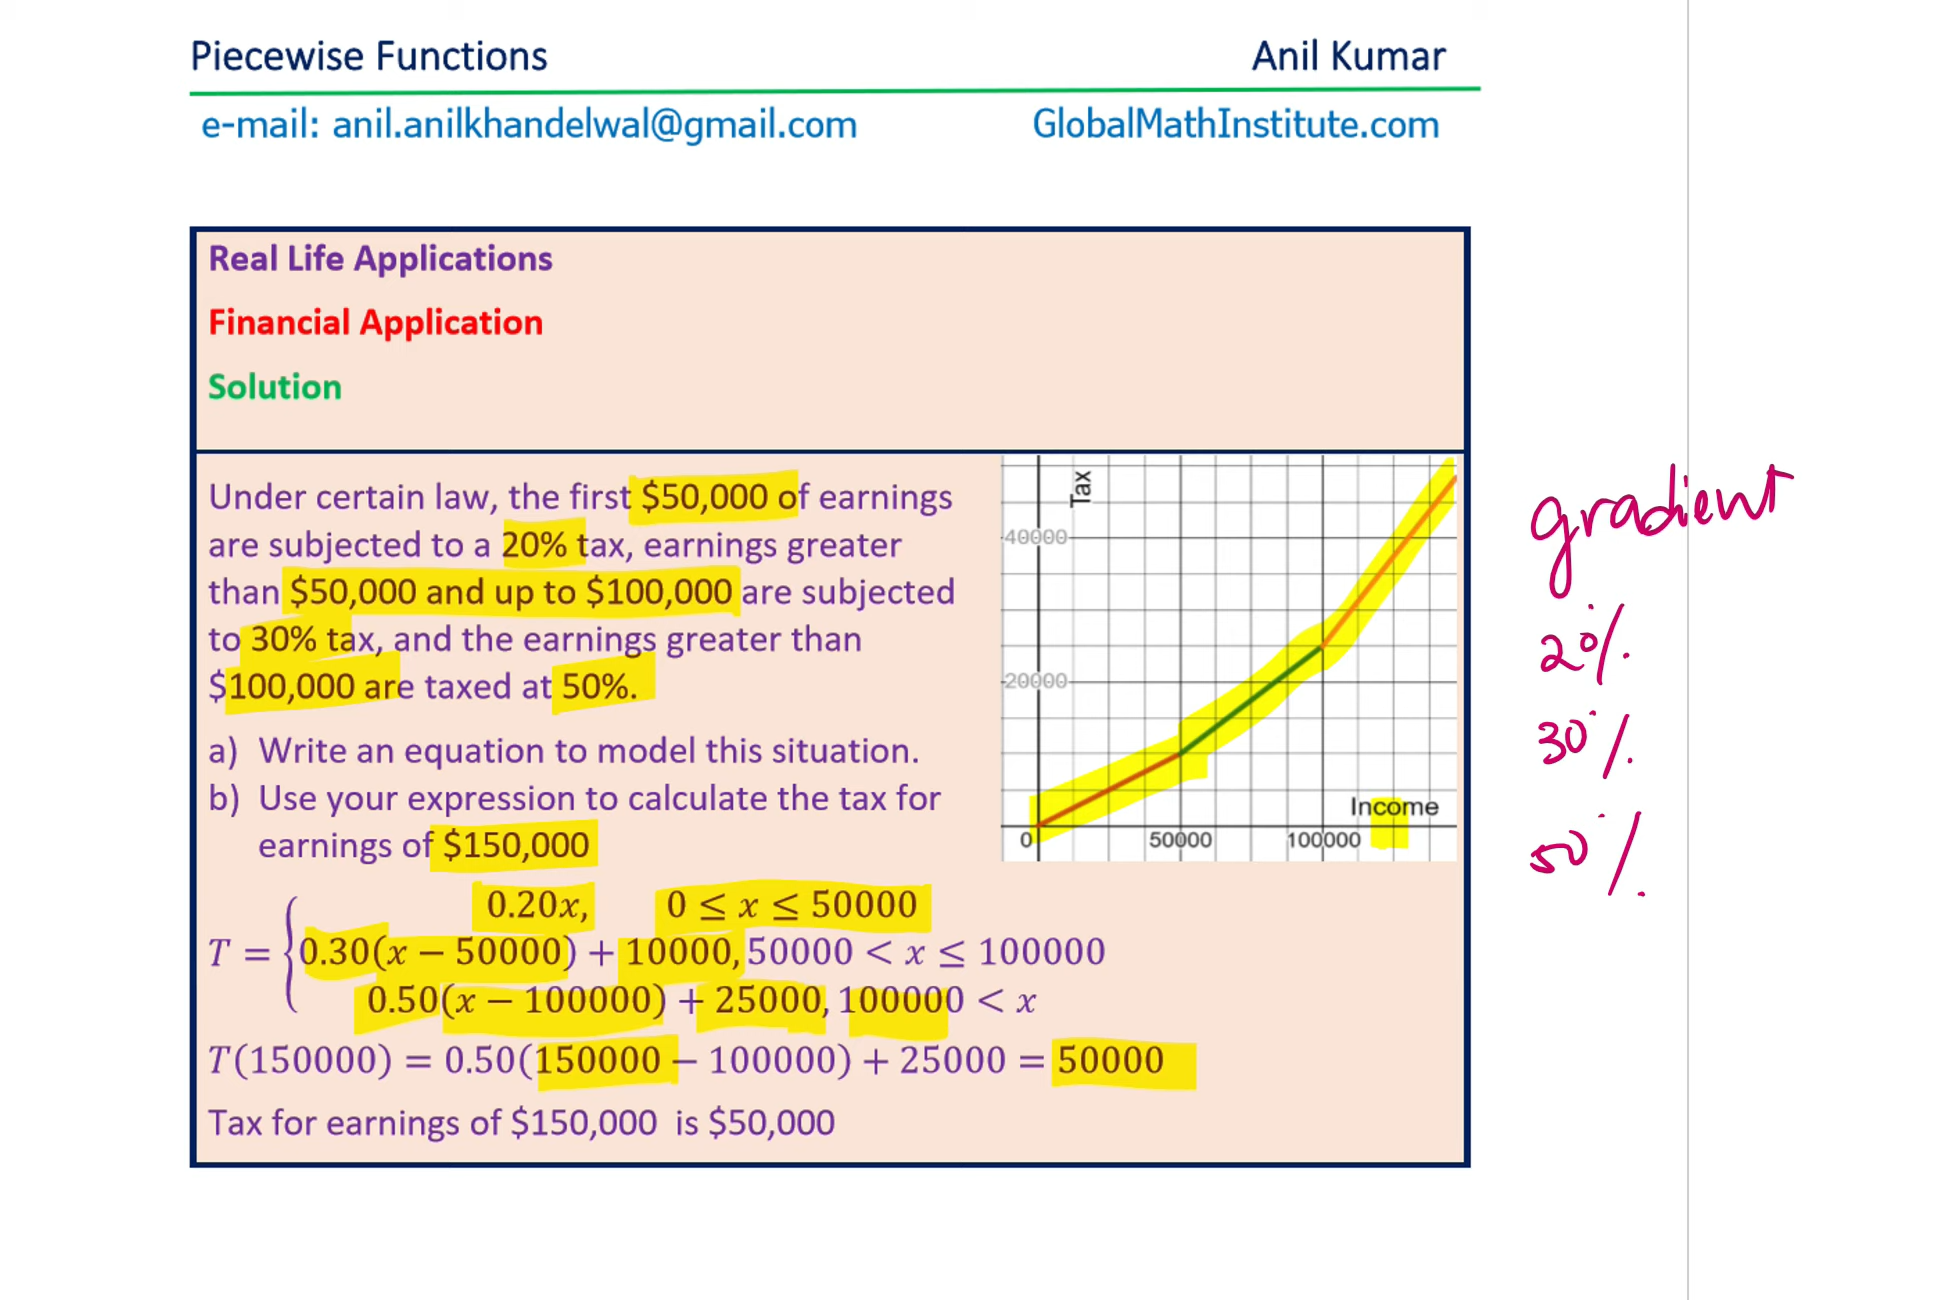 Piecewise Functions Anil Kumar
e-mail: anil.anilkhandelwal@gmail.com GlobalMathInstitute.com
Real Life Applications
Financial Application
Solution
Under certain law, the first $50,000 of earnings
are subjected to a 20% tax, earnings greater
than $50,000 and up to $100,000 are subjected
to 30% tax, and the earnings greater than
$100,000 are taxed at 50%.
a) Write an equation to model this situation.
b) Use your expression to calculate the tax for
earnings of $150,000
Tax
40000
20000
Income
0 50000 100000
0.20x, 0 ≤ x ≤ 50000
T = { 0.30(x − 50000) + 10000, 50000 < x ≤ 100000
0.50(x − 100000) + 25000, 100000 < x
T(150000) = 0.50(150000 − 100000) + 25000 = 50000
Tax for earnings of $150,000 is $50,000
gradient
20%
30%
50%